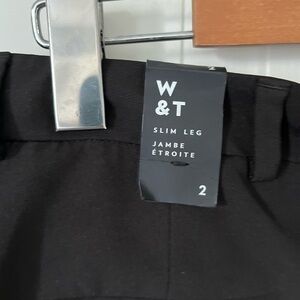 W
&T
SLIM LEG
JAMBE
ÉTROITE
2